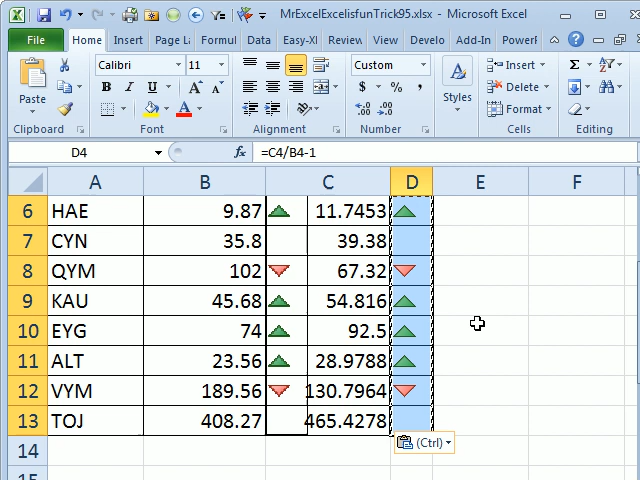 MrExcelExcelisfunTrick95.xlsx - Microsoft Excel
File Home Insert Page La Formul Data Easy-XI Review View Develo Add-In PowerF
Calibri 11 Custom
Paste B I U A A $ % , Styles Insert Delete Format Σ
Clipboard Font Alignment Number Cells Editing
D4 fx =C4/B4-1
A B C D E F
6 HAE 9.87 11.7453
7 CYN 35.8 39.38
8 QYM 102 67.32
9 KAU 45.68 54.816
10 EYG 74 92.5
11 ALT 23.56 28.9788
12 VYM 189.56 130.7964
13 TOJ 408.27 465.4278
14 (Ctrl)
15